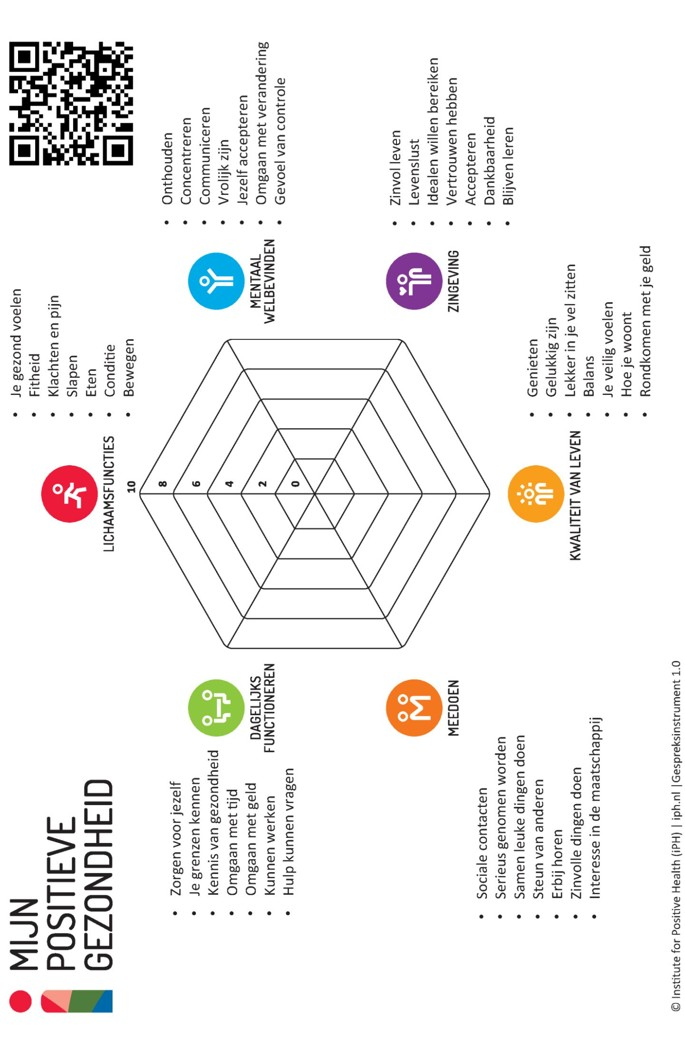 MIJN
POSITIEVE
GEZONDHEID
LICHAAMSFUNCTIES
• Je gezond voelen
• Fitheid
• Klachten en pijn
• Slapen
• Eten
• Conditie
• Bewegen
MENTAAL
WELBEVINDEN
• Onthouden
• Concentreren
• Communiceren
• Vrolijk zijn
• Jezelf accepteren
• Omgaan met verandering
• Gevoel van controle
ZINGEVING
• Zinvol leven
• Levenslust
• Idealen willen bereiken
• Vertrouwen hebben
• Accepteren
• Dankbaarheid
• Blijven leren
KWALITEIT VAN LEVEN
• Genieten
• Gelukkig zijn
• Lekker in je vel zitten
• Balans
• Je veilig voelen
• Hoe je woont
• Rondkomen met je geld
MEEDOEN
• Sociale contacten
• Serieus genomen worden
• Samen leuke dingen doen
• Steun van anderen
• Erbij horen
• Zinvolle dingen doen
• Interesse in de maatschappij
DAGELIJKS
FUNCTIONEREN
• Zorgen voor jezelf
• Je grenzen kennen
• Kennis van gezondheid
• Omgaan met tijd
• Omgaan met geld
• Kunnen werken
• Hulp kunnen vragen
10
8
6
4
2
0
© Institute for Positive Health (iPH) | iph.nl | Gespreksinstrument 1.0